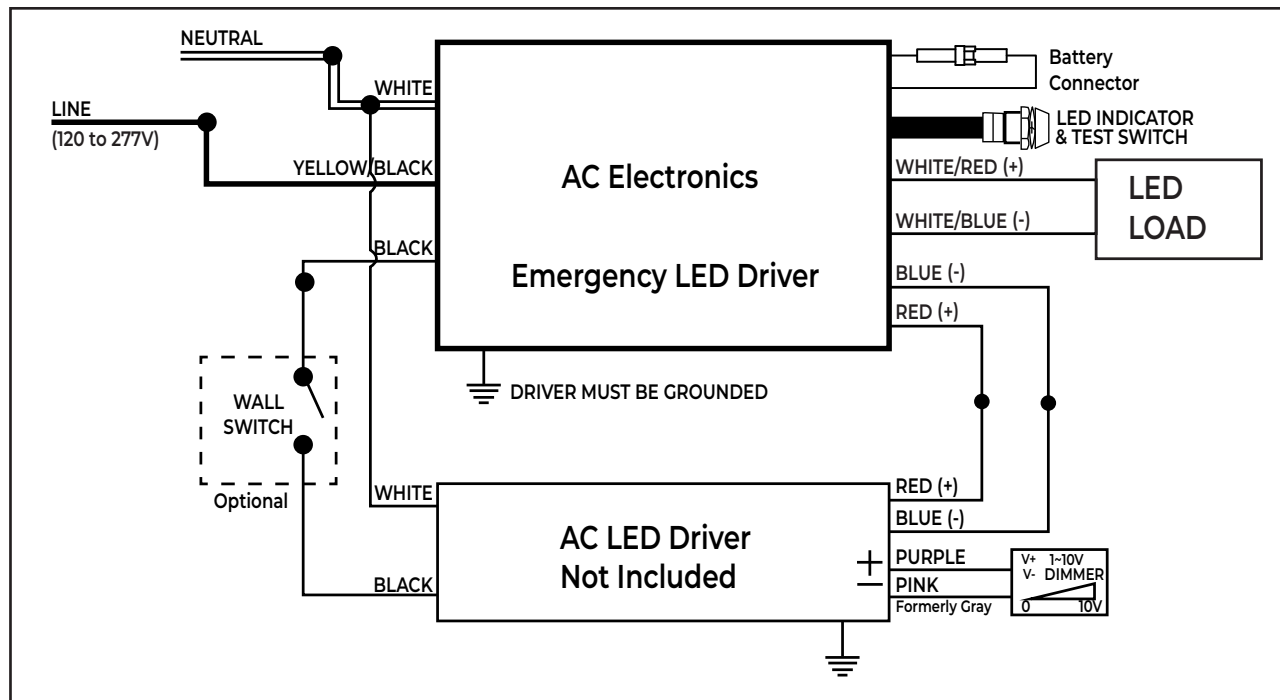 NEUTRAL
WHITE
LINE
(120 to 277V)
YELLOW/BLACK
BLACK
AC Electronics
Emergency LED Driver
Battery
Connector
LED INDICATOR
& TEST SWITCH
WHITE/RED (+)
WHITE/BLUE (-)
LED
LOAD
BLUE (-)
RED (+)
DRIVER MUST BE GROUNDED
WALL
SWITCH
Optional
WHITE
BLACK
AC LED Driver
Not Included
RED (+)
BLUE (-)
+ PURPLE
− PINK
Formerly Gray
V+ 1~10V
V- DIMMER
0 10V